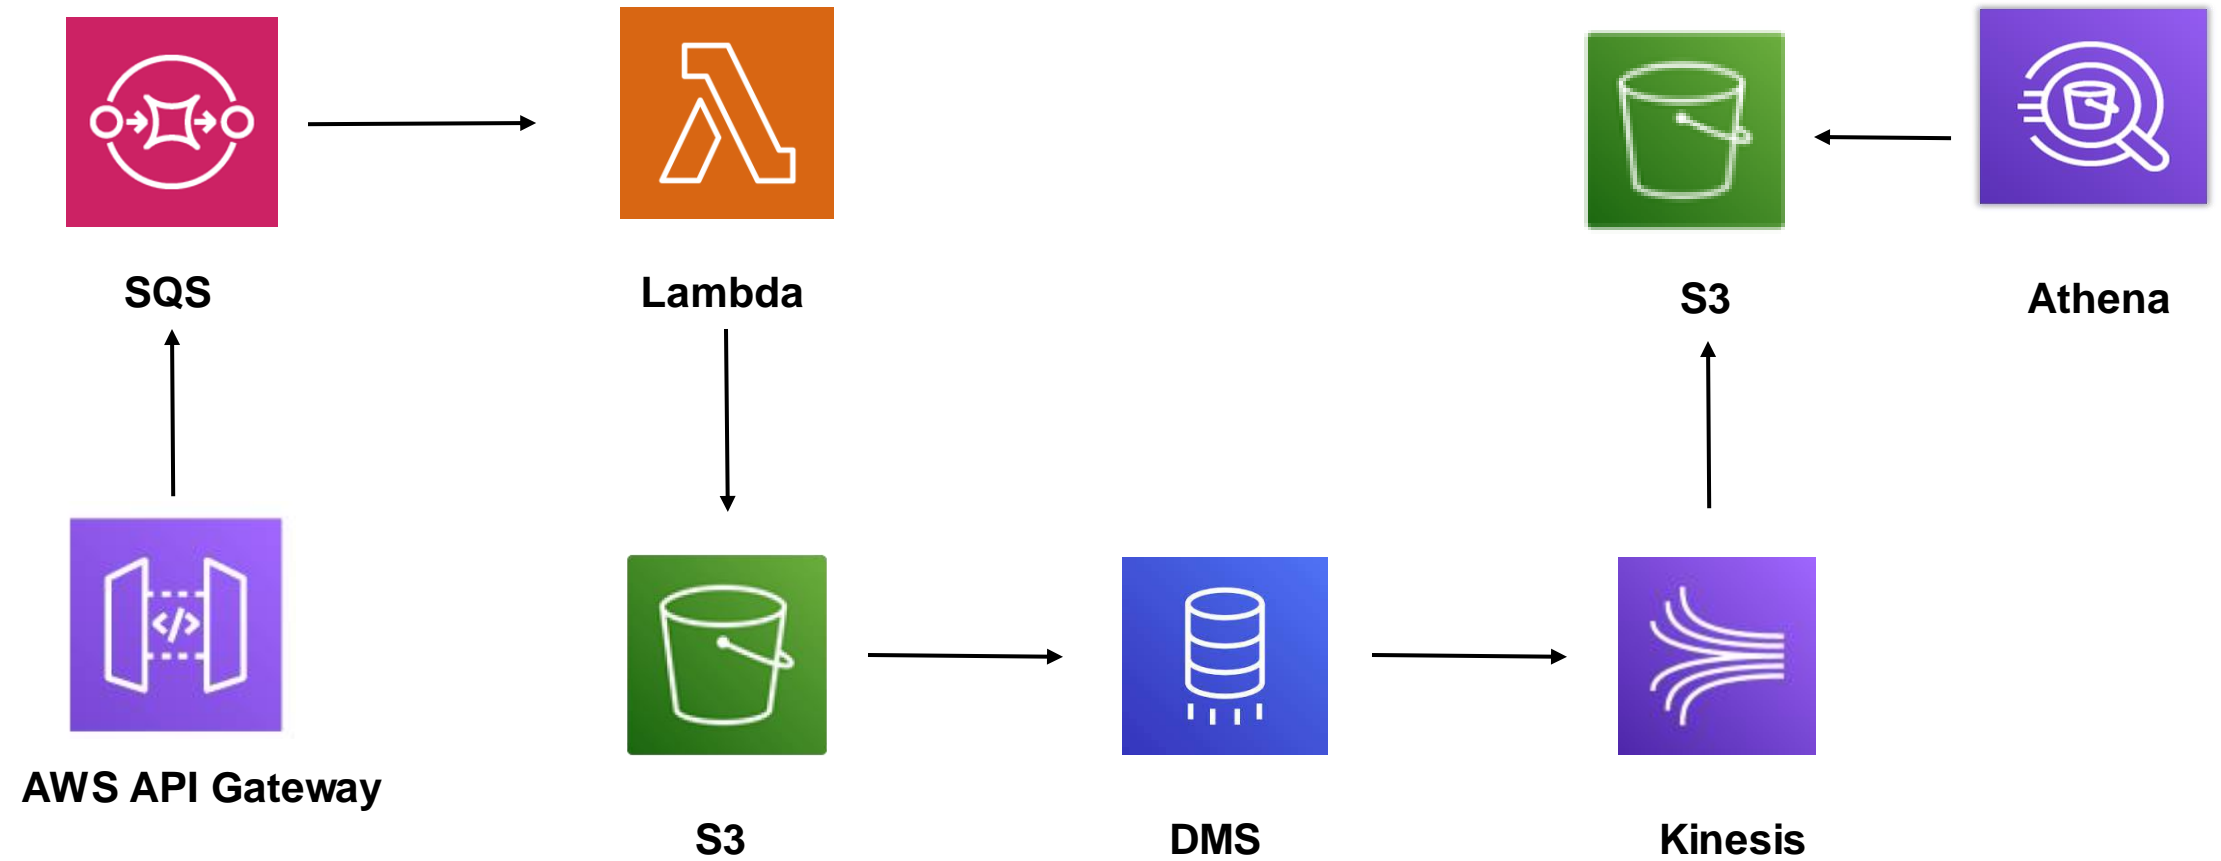 SQS
Lambda
S3
Athena
</>
AWS API Gateway
S3
DMS
Kinesis